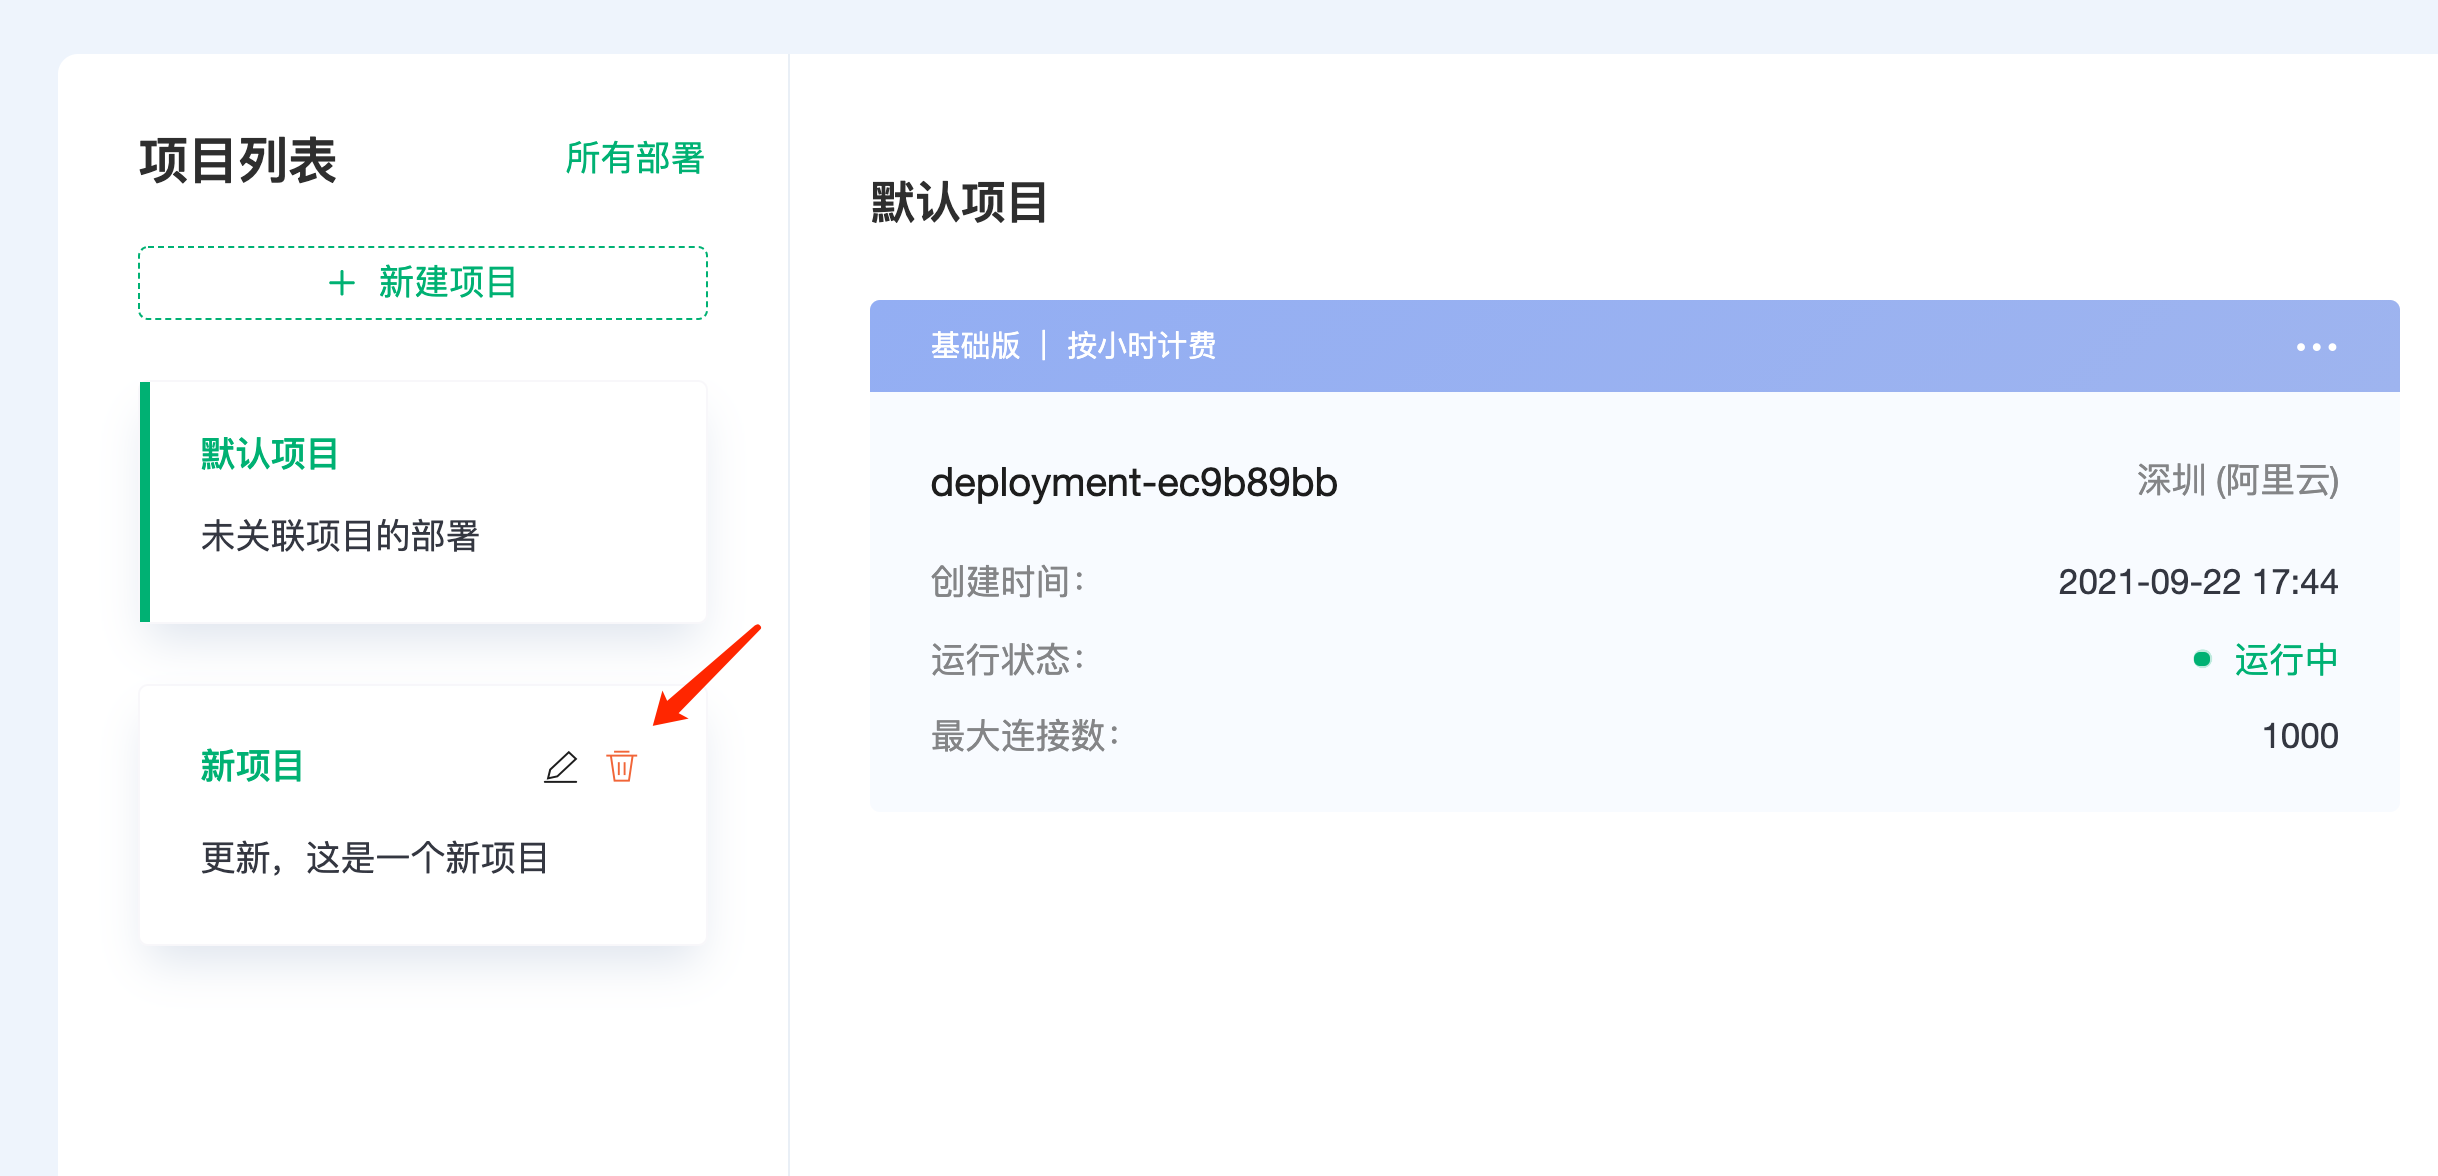 项目列表
所有部署
+ 新建项目
默认项目
未关联项目的部署
新项目
更新，这是一个新项目
默认项目
基础版 | 按小时计费
deployment-ec9b89bb
深圳 (阿里云)
创建时间：
2021-09-22 17:44
运行状态：
运行中
最大连接数：
1000